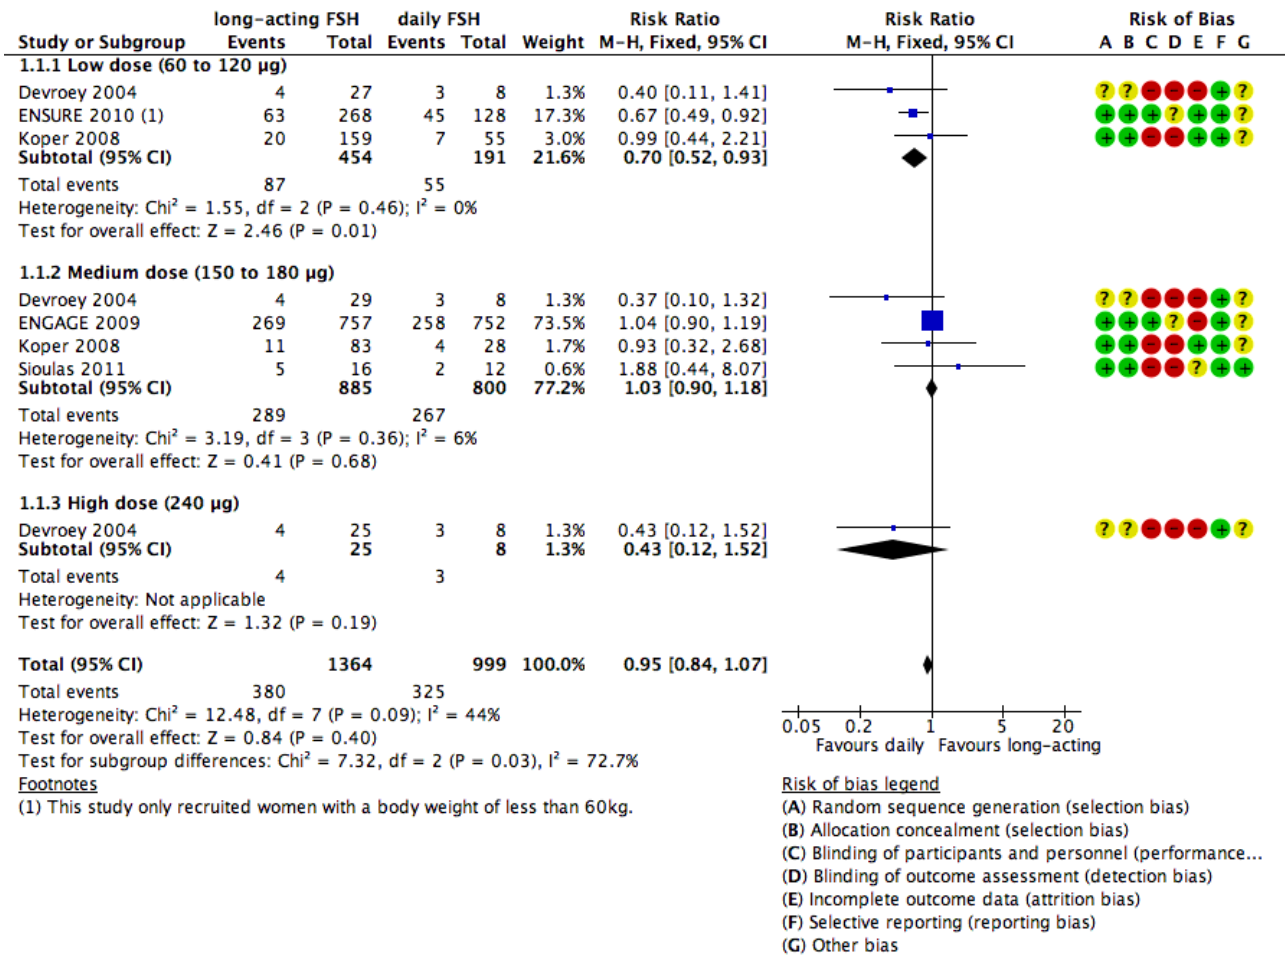 long-acting FSH daily FSH Risk Ratio Risk Ratio Risk of Bias
Study or Subgroup Events Total Events Total Weight M-H, Fixed, 95% CI M-H, Fixed, 95% CI A B C D E F G
1.1.1 Low dose (60 to 120 µg)
Devroey 2004 4 27 3 8 1.3% 0.40 [0.11, 1.41] ? ? − − − + ?
ENSURE 2010 (1) 63 268 45 128 17.3% 0.67 [0.49, 0.92] + + + ? + + ?
Koper 2008 20 159 7 55 3.0% 0.99 [0.44, 2.21] + + − − + + ?
Subtotal (95% CI) 454 191 21.6% 0.70 [0.52, 0.93]
Total events 87 55
Heterogeneity: Chi² = 1.55, df = 2 (P = 0.46); I² = 0%
Test for overall effect: Z = 2.46 (P = 0.01)
1.1.2 Medium dose (150 to 180 µg)
Devroey 2004 4 29 3 8 1.3% 0.37 [0.10, 1.32] ? ? − − − + ?
ENGAGE 2009 269 757 258 752 73.5% 1.04 [0.90, 1.19] + + + ? − + ?
Koper 2008 11 83 4 28 1.7% 0.93 [0.32, 2.68] + + − − + + ?
Sioulas 2011 5 16 2 12 0.6% 1.88 [0.44, 8.07] + + − − ? + +
Subtotal (95% CI) 885 800 77.2% 1.03 [0.90, 1.18]
Total events 289 267
Heterogeneity: Chi² = 3.19, df = 3 (P = 0.36); I² = 6%
Test for overall effect: Z = 0.41 (P = 0.68)
1.1.3 High dose (240 µg)
Devroey 2004 4 25 3 8 1.3% 0.43 [0.12, 1.52] ? ? − − − + ?
Subtotal (95% CI) 25 8 1.3% 0.43 [0.12, 1.52]
Total events 4 3
Heterogeneity: Not applicable
Test for overall effect: Z = 1.32 (P = 0.19)
Total (95% CI) 1364 999 100.0% 0.95 [0.84, 1.07]
Total events 380 325
Heterogeneity: Chi² = 12.48, df = 7 (P = 0.09); I² = 44%
Test for overall effect: Z = 0.84 (P = 0.40)
Test for subgroup differences: Chi² = 7.32, df = 2 (P = 0.03), I² = 72.7%
0.05 0.2 1 5 20
Favours daily Favours long-acting
Footnotes
(1) This study only recruited women with a body weight of less than 60kg.
Risk of bias legend
(A) Random sequence generation (selection bias)
(B) Allocation concealment (selection bias)
(C) Blinding of participants and personnel (performance...
(D) Blinding of outcome assessment (detection bias)
(E) Incomplete outcome data (attrition bias)
(F) Selective reporting (reporting bias)
(G) Other bias